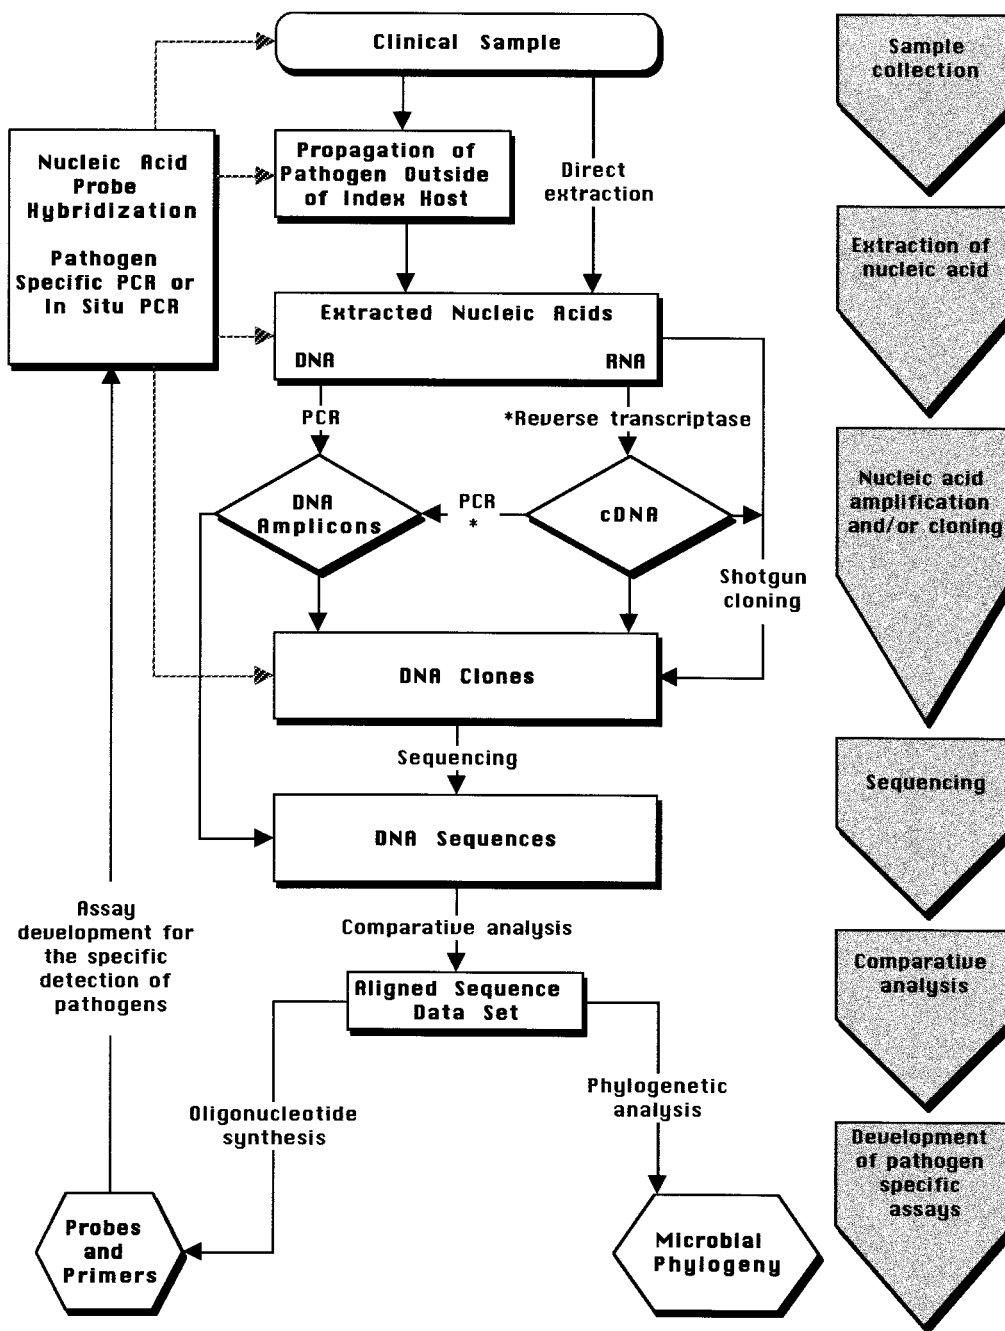 Clinical Sample
Propagation of
Pathogen Outside
of Index Host
Direct
extraction
Nucleic Acid
Probe
Hybridization
Pathogen
Specific PCR or
In Situ PCR
Extracted Nucleic Acids
DNA
RNA
PCR
*Reverse transcriptase
DNA
Amplicons
PCR
*
cDNA
Shotgun
cloning
DNA Clones
Sequencing
DNA Sequences
Assay
development for
the specific
detection of
pathogens
Comparative analysis
Aligned Sequence
Data Set
Oligonucleotide
synthesis
Phylogenetic
analysis
Probes
and
Primers
Microbial
Phylogeny
Sample
collection
Extraction of
nucleic acid
Nucleic acid
amplification
and/or cloning
Sequencing
Comparative
analysis
Development
of pathogen
specific
assays